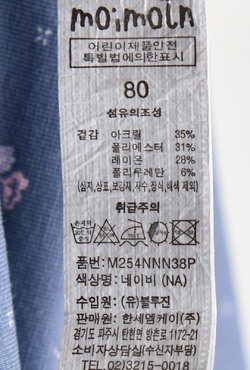 moimoln
어린이제품안전
특별법에의한표시
80
섬유의조성
겉감 아크릴 35%
폴리에스터 31%
레이온 28%
폴리우레탄 6%
(심지, 상표, 보강재, 자수, 장식, 배색 제외)
취급주의
품번: M254NNN38P
색상명: 네이비 (NA)
수입원: (유)블루진
판매원: 한세엠케이(주)
경기도 파주시 탄현면 방촌로 1172-21
소비자상담실(수신자부담)
080)3215-0018